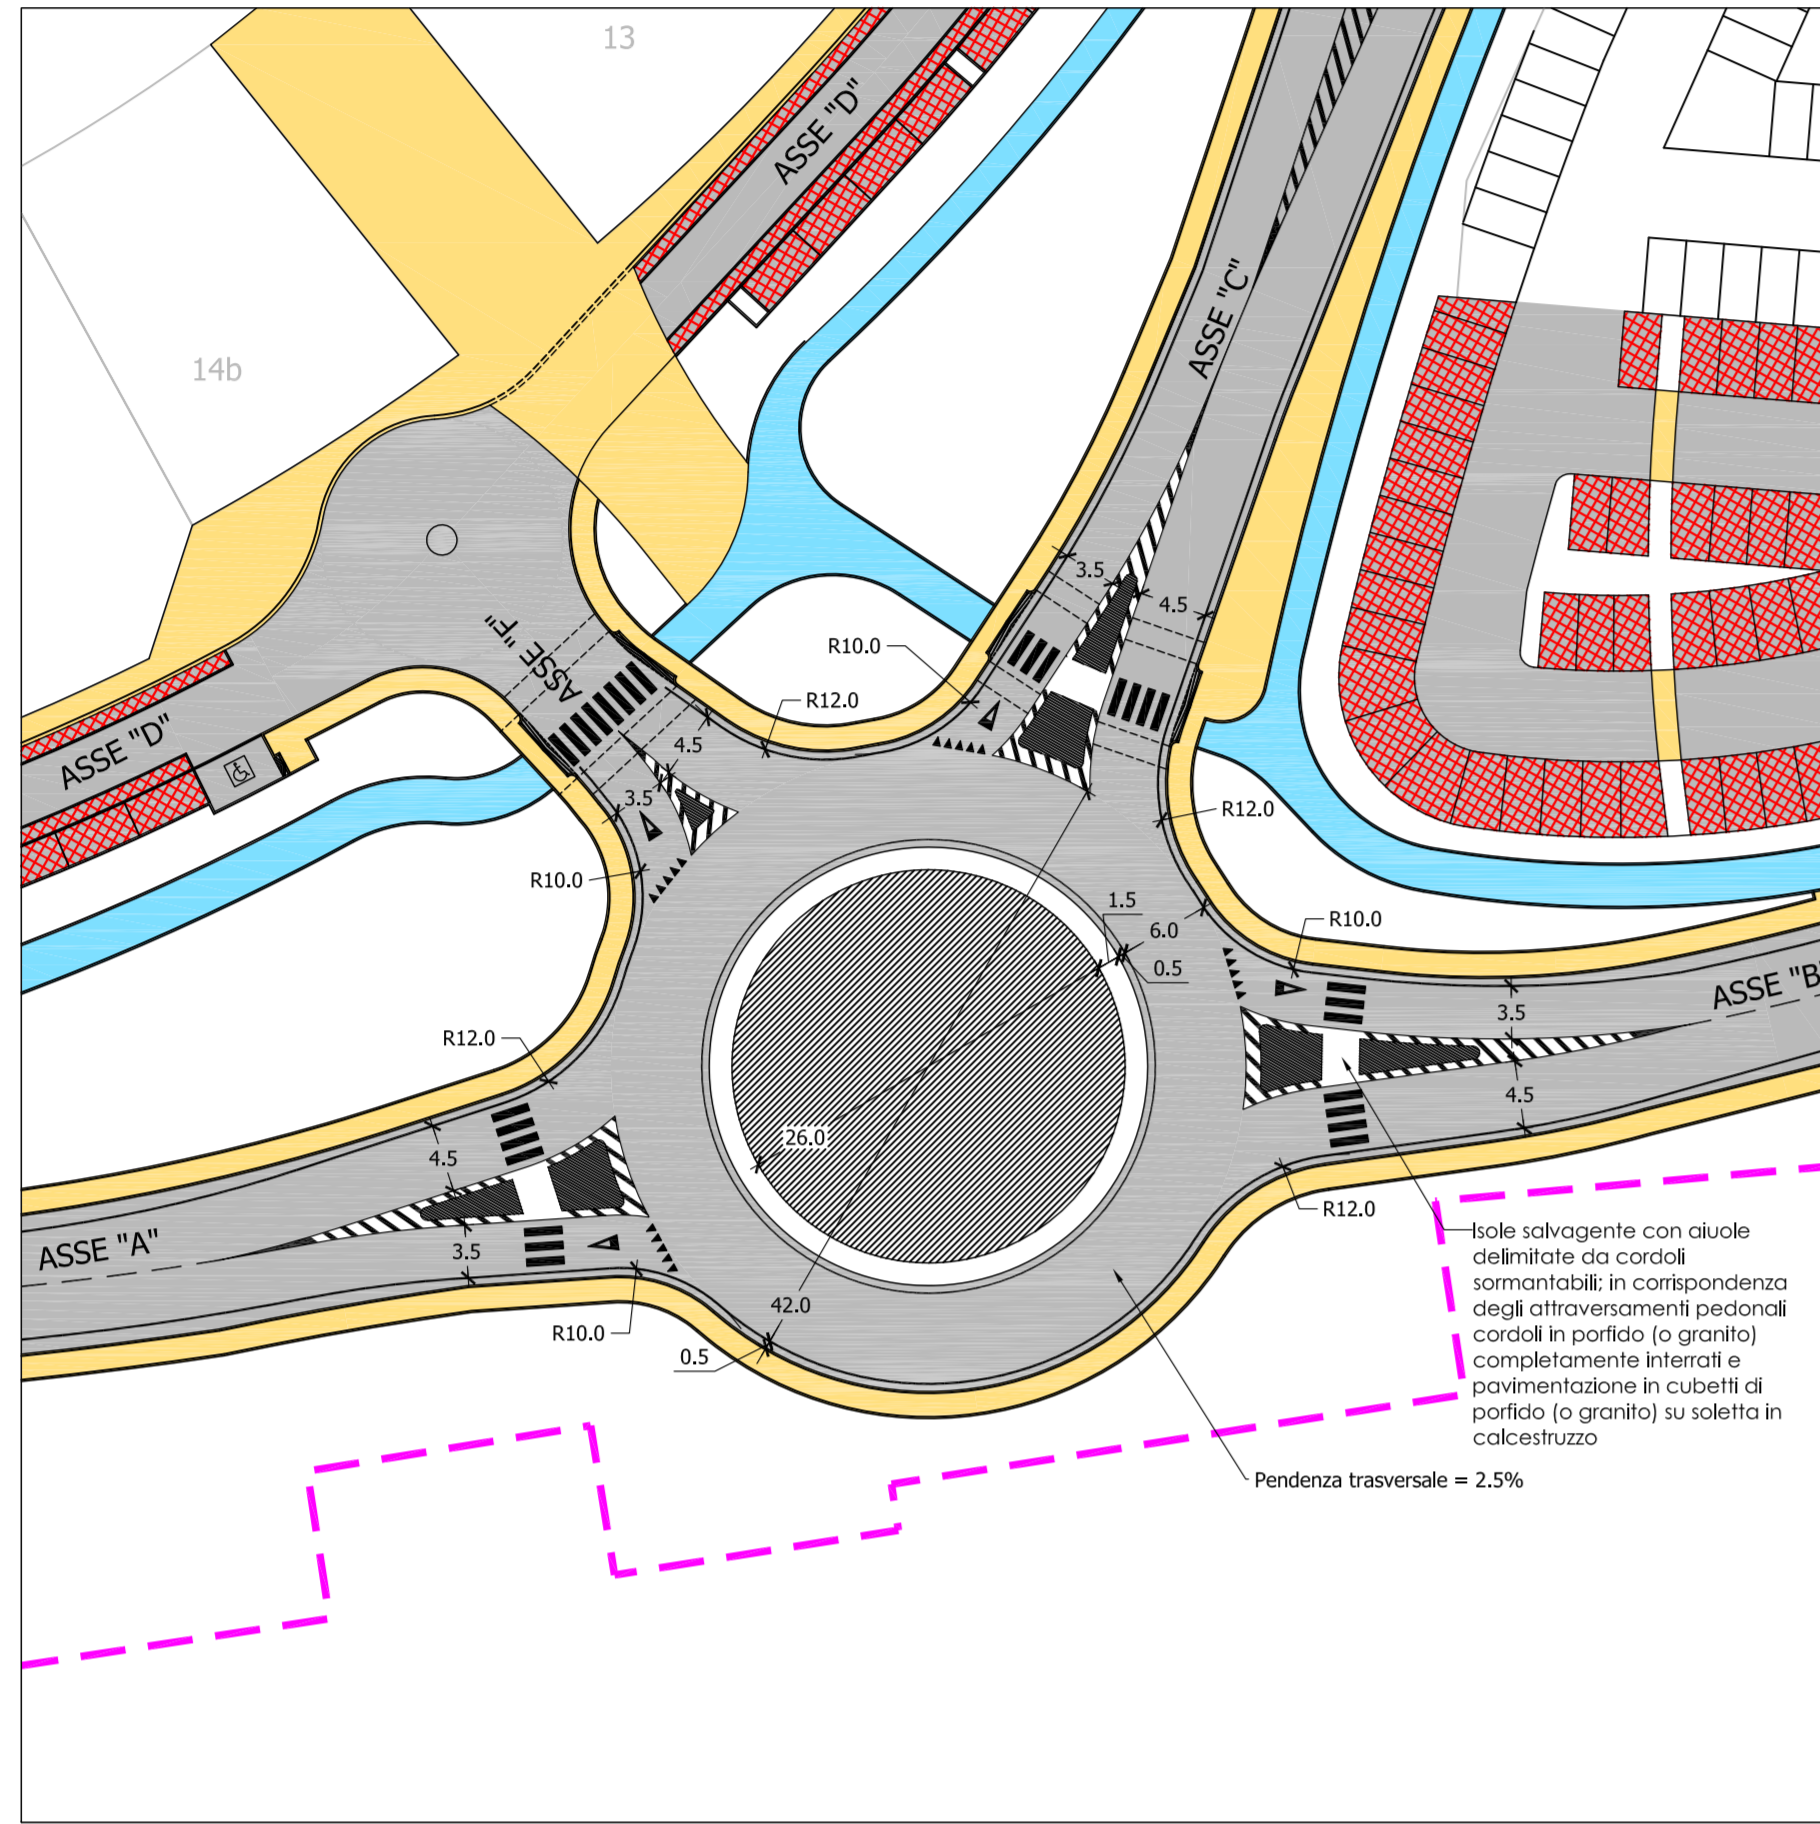 13
ASSE "D"
ASSE "C"
14b
3.5
4.5
R10.0
ASSE "F"
R12.0
ASSE "D"
4.5
3.5
R12.0
R10.0
1.5
6.0
0.5
R10.0
ASSE "B
3.5
R12.0
4.5
26.0
4.5
R12.0
ASSE "A"
3.5
42.0
R10.0
0.5
Isole salvagente con aiuole
delimitate da cordoli
sormantabili; in corrispondenza
degli attraversamenti pedonali
cordoli in porfido (o granito)
completamente interrati e
pavimentazione in cubetti di
porfido (o granito) su soletta in
calcestruzzo
Pendenza trasversale = 2.5%